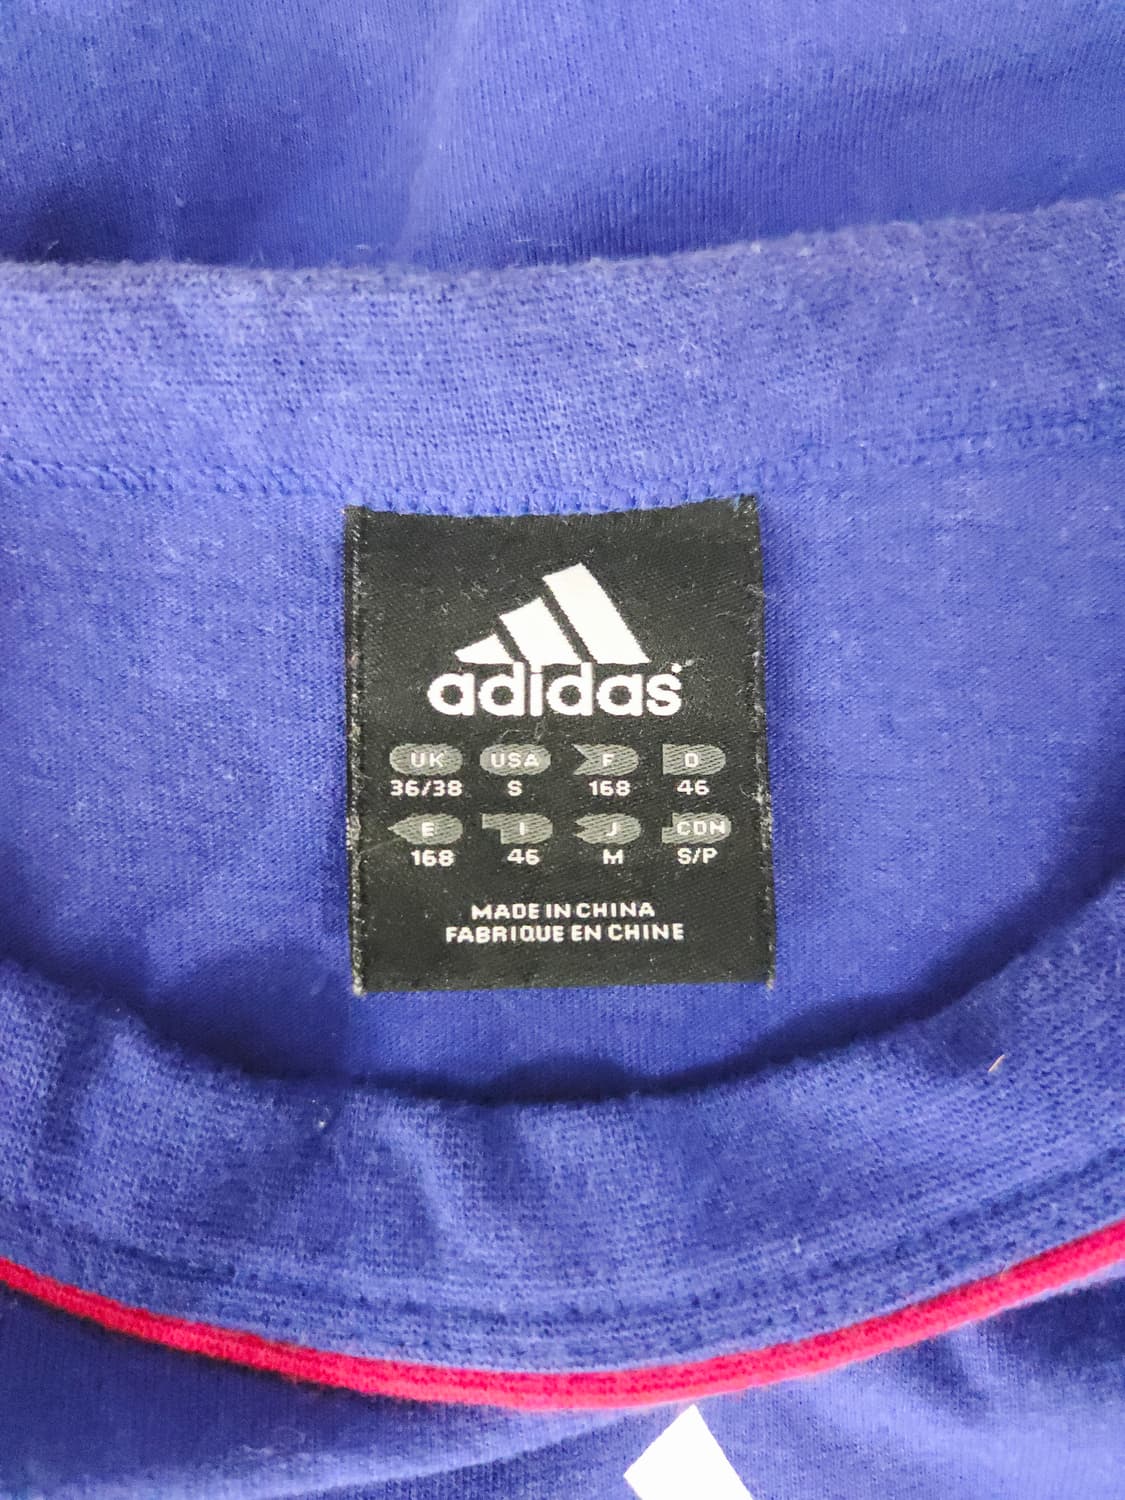 adidas
UK USA F D
36/38 S 168 46
E I J CDN
168 46 M S/P
MADE IN CHINA
FABRIQUE EN CHINE